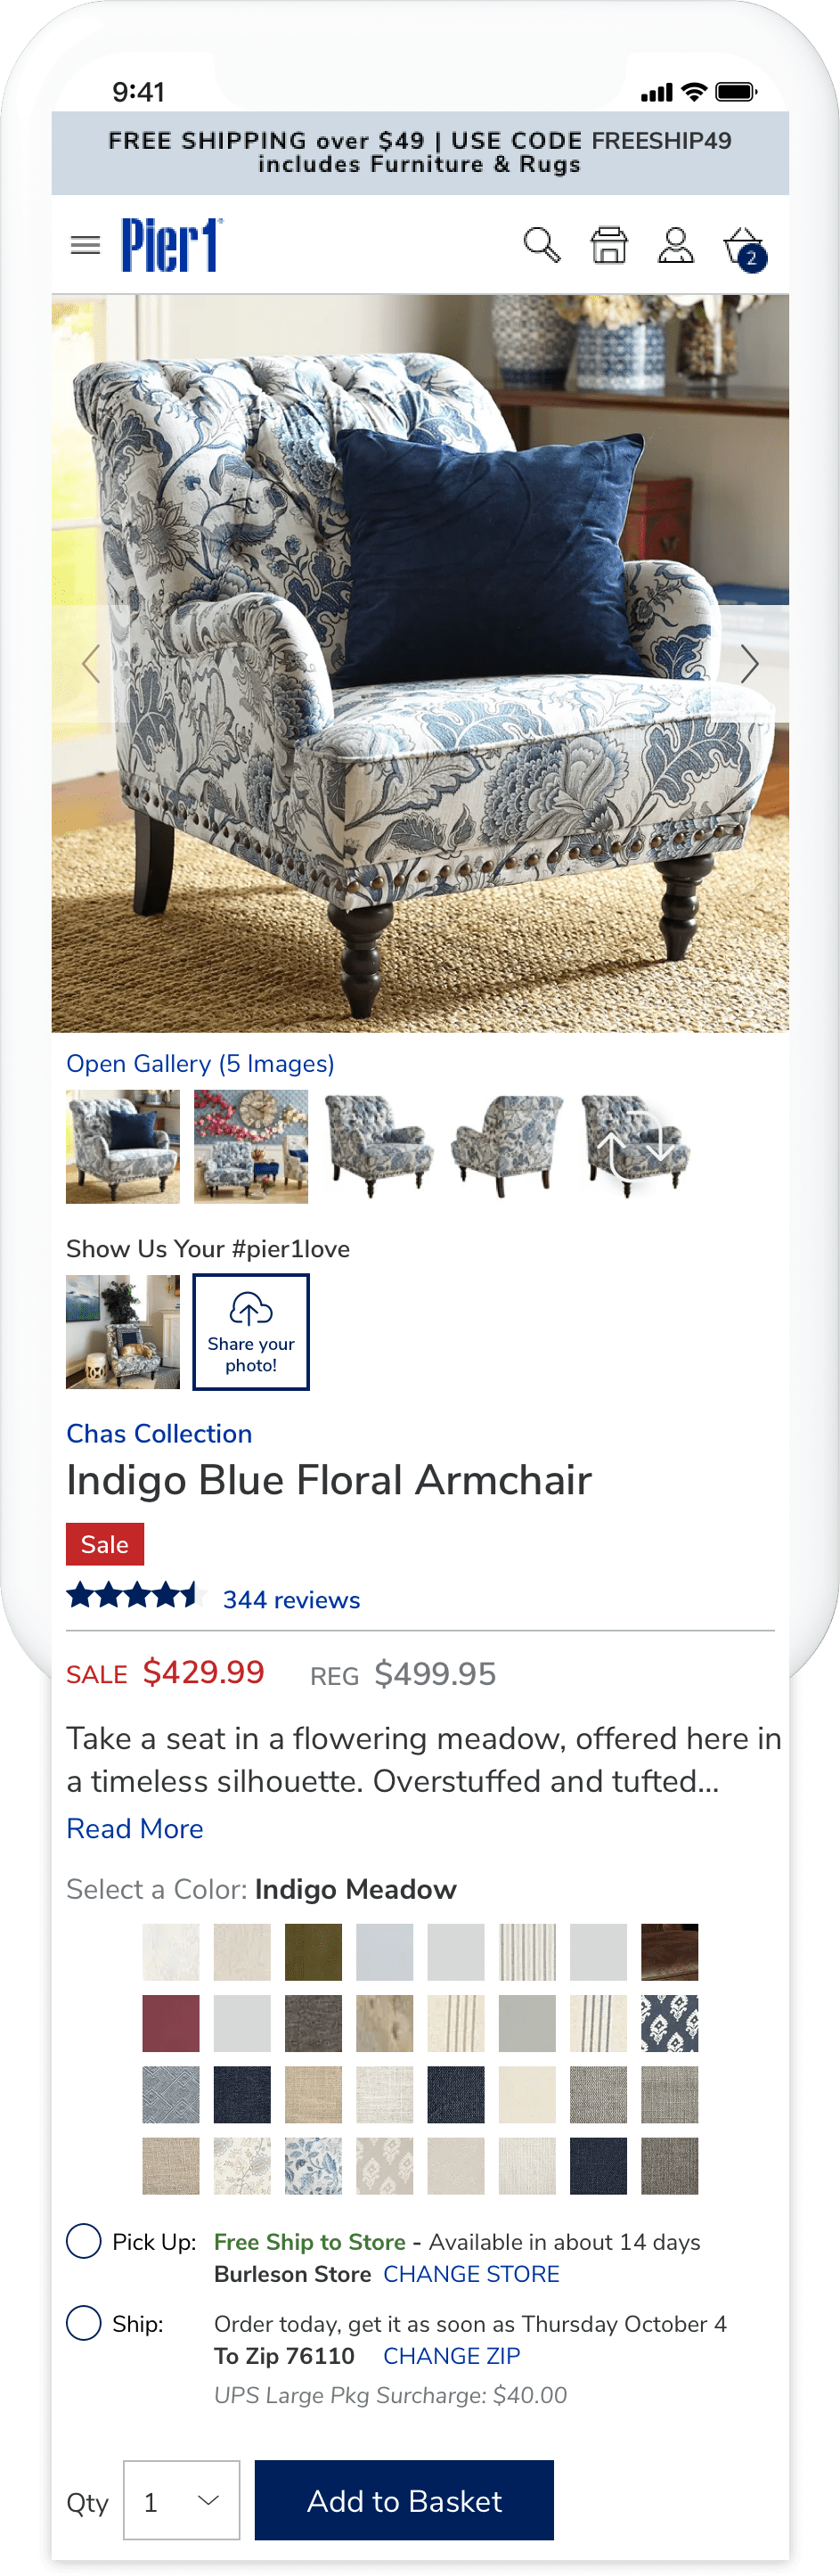 9:41
FREE SHIPPING over $49 | USE CODE FREESHIP49
includes Furniture & Rugs
Pier1
2
Open Gallery (5 Images)
Show Us Your #pier1love
Share your
photo!
Chas Collection
Indigo Blue Floral Armchair
Sale
344 reviews
SALE $429.99 REG $499.95
Take a seat in a flowering meadow, offered here in
a timeless silhouette. Overstuffed and tufted...
Read More
Select a Color: Indigo Meadow
Pick Up: Free Ship to Store - Available in about 14 days
Burleson Store CHANGE STORE
Ship: Order today, get it as soon as Thursday October 4
To Zip 76110 CHANGE ZIP
UPS Large Pkg Surcharge: $40.00
Qty 1 Add to Basket